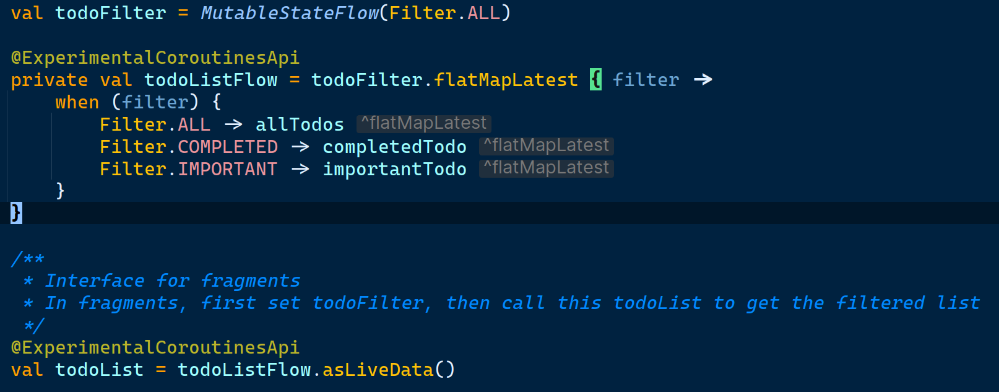 val todoFilter = MutableStateFlow(Filter.ALL)
@ExperimentalCoroutinesApi
private val todoListFlow = todoFilter.flatMapLatest { filter ->
when (filter) {
Filter.ALL -> allTodos ^flatMapLatest
Filter.COMPLETED -> completedTodo ^flatMapLatest
Filter.IMPORTANT -> importantTodo ^flatMapLatest
}
}
/**
* Interface for fragments
* In fragments, first set todoFilter, then call this todoList to get the filtered list
*/
@ExperimentalCoroutinesApi
val todoList = todoListFlow.asLiveData()